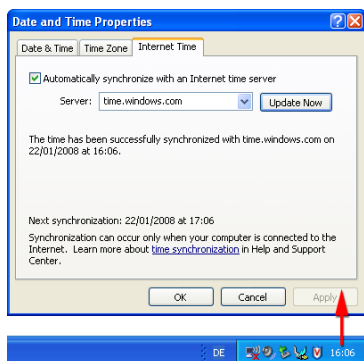 Date and Time Properties
Date & Time Time Zone Internet Time
Automatically synchronize with an Internet time server
Server: time.windows.com Update Now
The time has been successfully synchronized with time.windows.com on
22/01/2008 at 16:06.
Next synchronization: 22/01/2008 at 17:06
Synchronization can occur only when your computer is connected to the
Internet. Learn more about time synchronization in Help and Support
Center.
OK Cancel Apply
DE 16:06